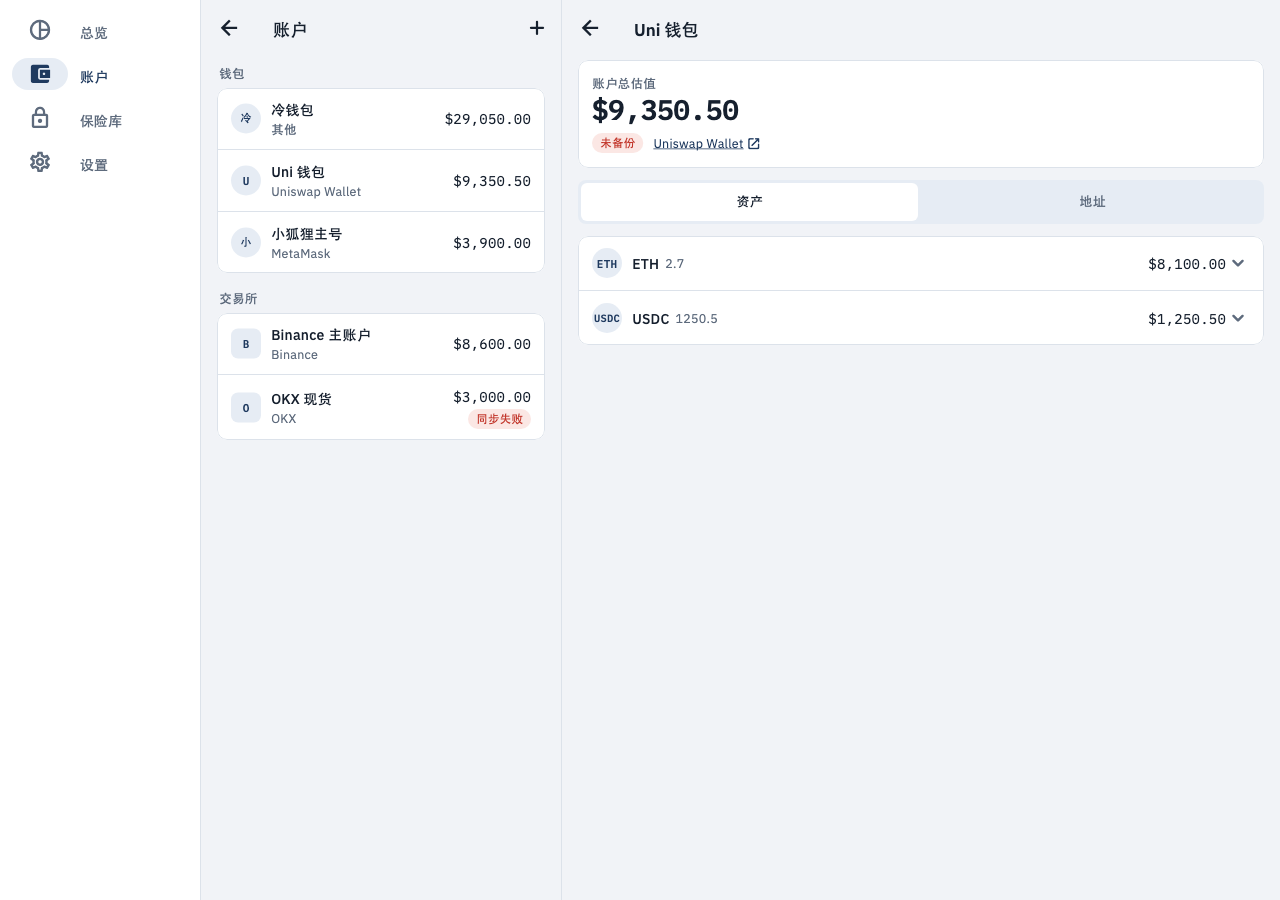 总览
账户
保险库
设置
账户
钱包
冷
冷钱包
其他
$29,050.00
U
Uni 钱包
Uniswap Wallet
$9,350.50
小
小狐狸主号
MetaMask
$3,900.00
交易所
B
Binance 主账户
Binance
$8,600.00
O
OKX 现货
OKX
$3,000.00
同步失败
Uni 钱包
账户总估值
$9,350.50
未备份
Uniswap Wallet
资产
地址
ETH
ETH 2.7
$8,100.00
USDC
USDC 1250.5
$1,250.50